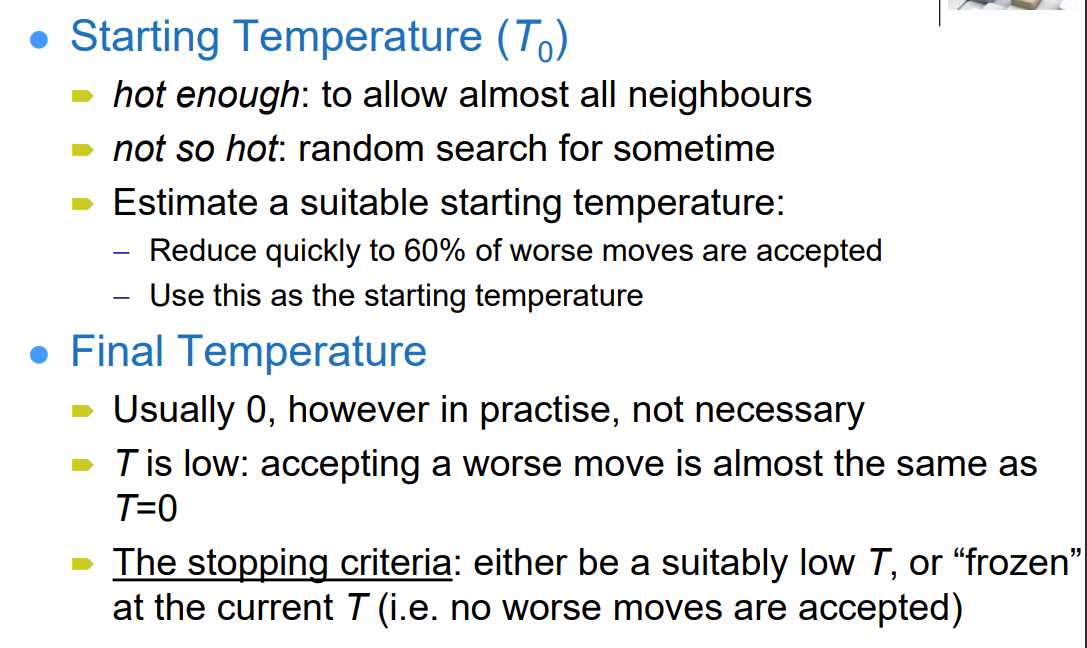 Starting Temperature (T0)
hot enough: to allow almost all neighbours
not so hot: random search for sometime
Estimate a suitable starting temperature:
– Reduce quickly to 60% of worse moves are accepted
– Use this as the starting temperature
Final Temperature
Usually 0, however in practise, not necessary
T is low: accepting a worse move is almost the same as
T=0
The stopping criteria: either be a suitably low T, or “frozen”
at the current T (i.e. no worse moves are accepted)